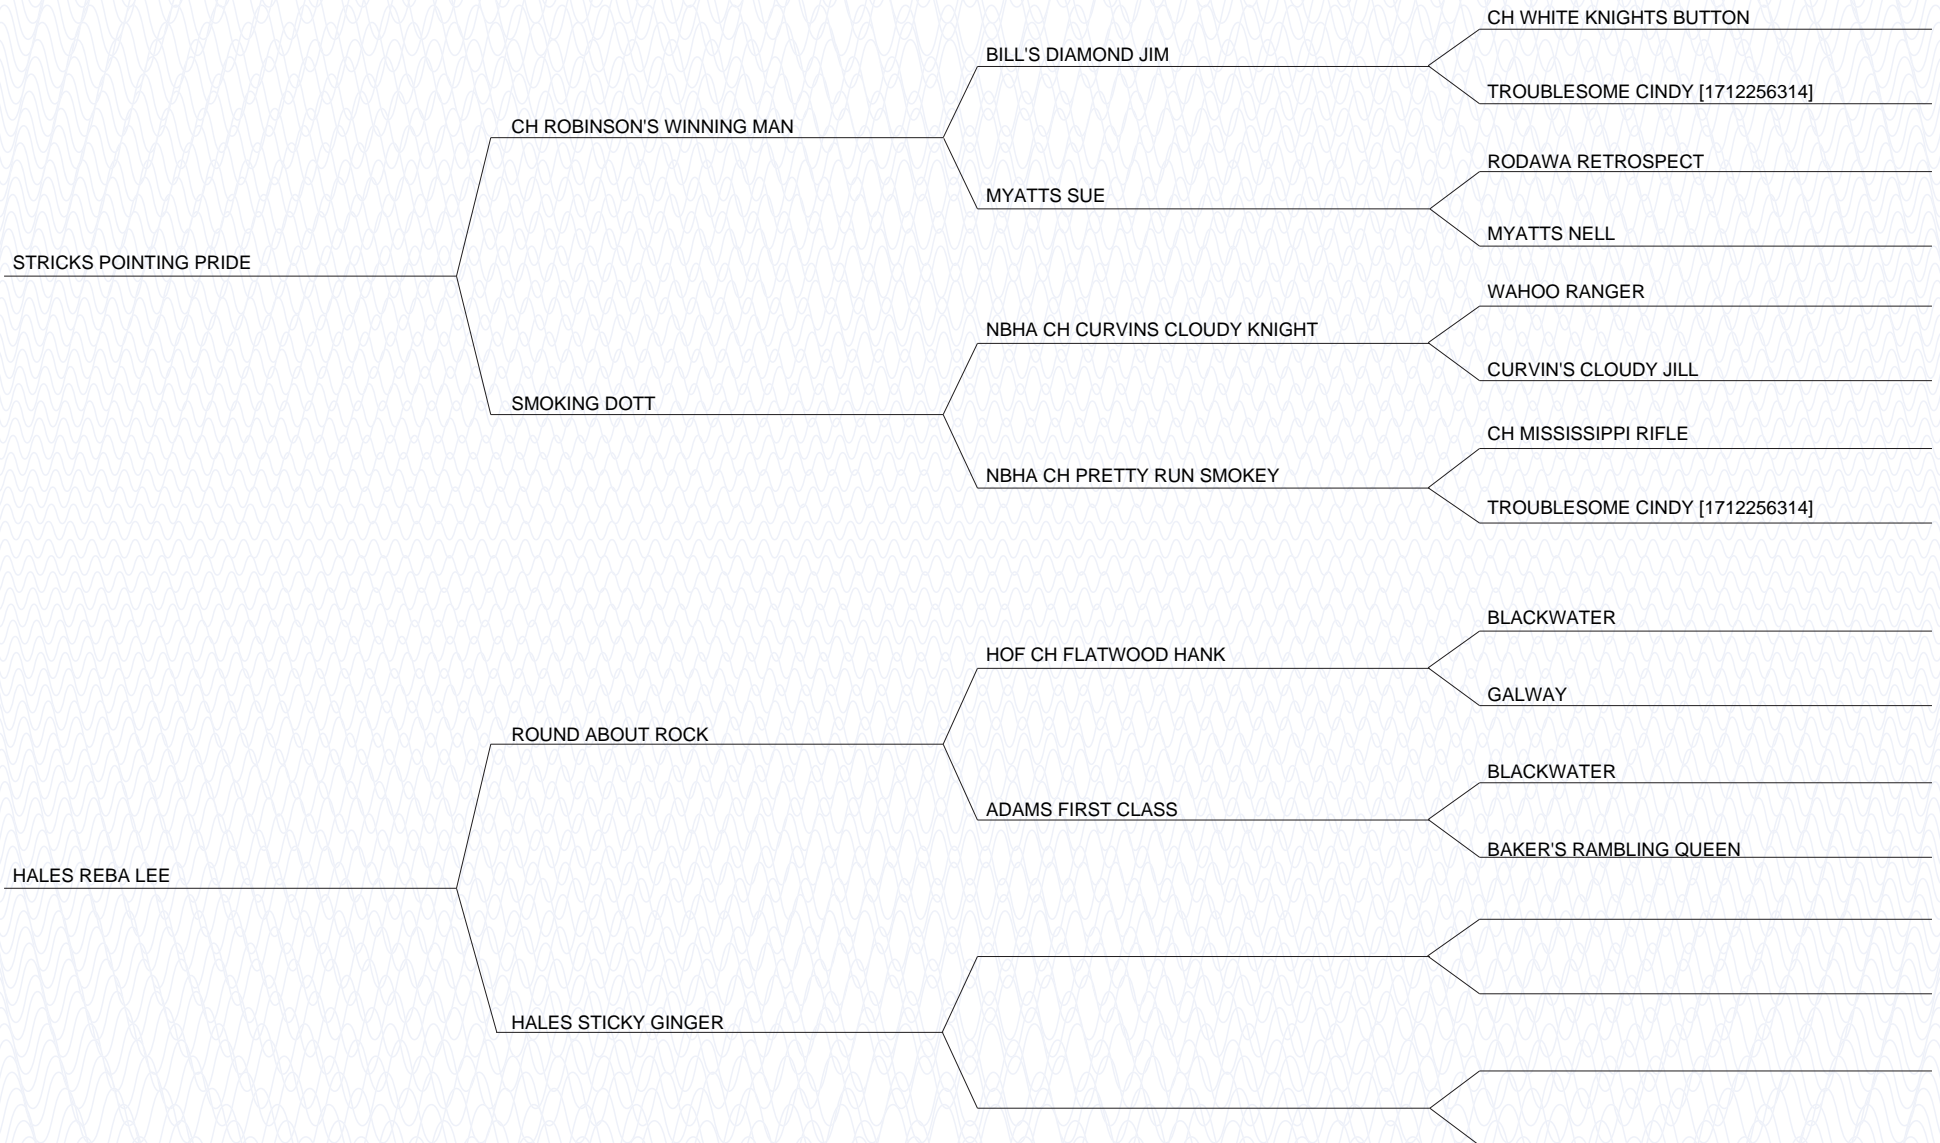 CH WHITE KNIGHTS BUTTON
BILL'S DIAMOND JIM
TROUBLESOME CINDY [1712256314]
CH ROBINSON'S WINNING MAN
RODAWA RETROSPECT
MYATTS SUE
MYATTS NELL
STRICKS POINTING PRIDE
WAHOO RANGER
NBHA CH CURVINS CLOUDY KNIGHT
CURVIN'S CLOUDY JILL
SMOKING DOTT
CH MISSISSIPPI RIFLE
NBHA CH PRETTY RUN SMOKEY
TROUBLESOME CINDY [1712256314]
BLACKWATER
HOF CH FLATWOOD HANK
GALWAY
ROUND ABOUT ROCK
BLACKWATER
ADAMS FIRST CLASS
BAKER'S RAMBLING QUEEN
HALES REBA LEE
HALES STICKY GINGER